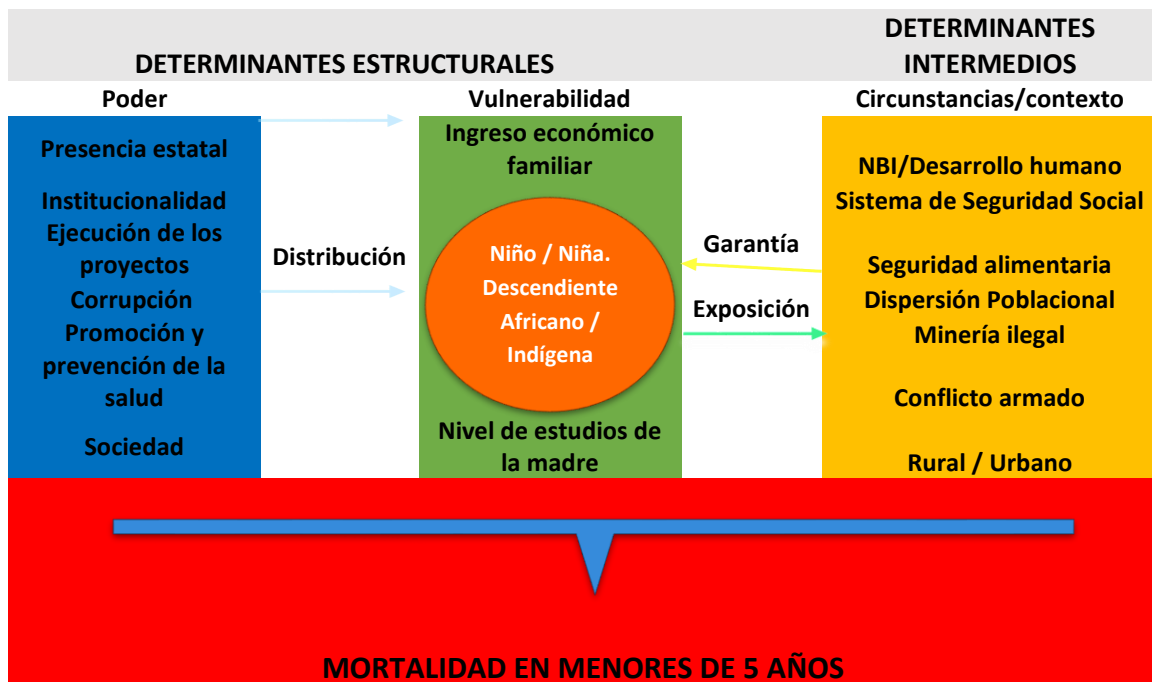 DETERMINANTES ESTRUCTURALES
DETERMINANTES
INTERMEDIOS
Poder
Vulnerabilidad
Circunstancias/contexto
Presencia estatal
Institucionalidad
Ejecución de los
proyectos
Corrupción
Promoción y
prevención de la
salud
Sociedad
Distribución
Ingreso económico
familiar
Niño / Niña.
Descendiente
Africano /
Indígena
Nivel de estudios de
la madre
Garantía
Exposición
NBI/Desarrollo humano
Sistema de Seguridad Social
Seguridad alimentaria
Dispersión Poblacional
Minería ilegal
Conflicto armado
Rural / Urbano
MORTALIDAD EN MENORES DE 5 AÑOS